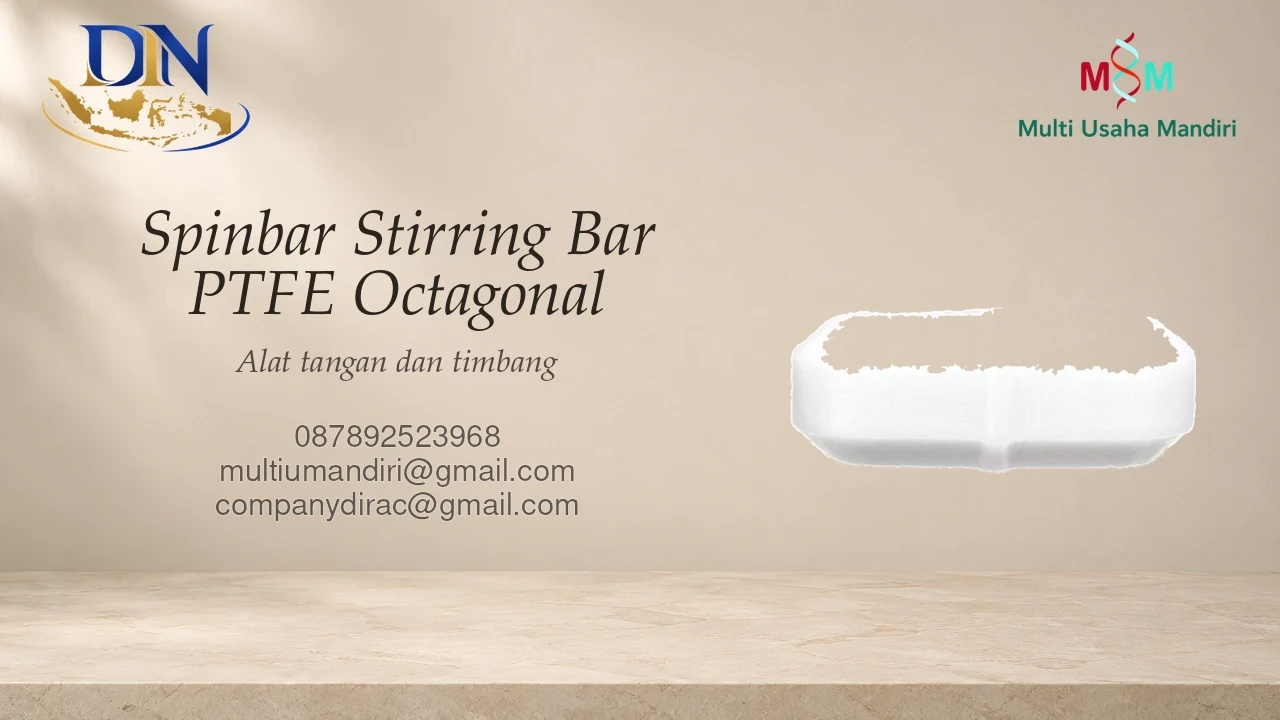 DIN
M M
Multi Usaha Mandiri
Spinbar Stirring Bar
PTFE Octagonal
Alat tangan dan timbang
087892523968
multiumandiri@gmail.com
companydirac@gmail.com